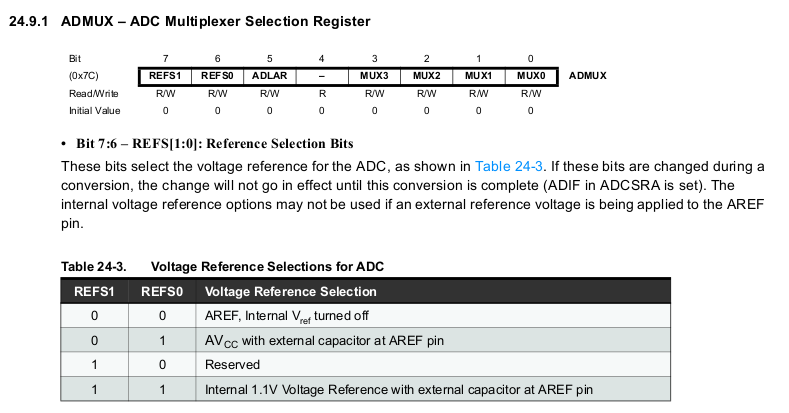 24.9.1 ADMUX – ADC Multiplexer Selection Register
Bit 7 6 5 4 3 2 1 0
(0x7C) REFS1 REFS0 ADLAR – MUX3 MUX2 MUX1 MUX0 ADMUX
Read/Write R/W R/W R/W R R/W R/W R/W R/W
Initial Value 0 0 0 0 0 0 0 0
• Bit 7:6 – REFS[1:0]: Reference Selection Bits
These bits select the voltage reference for the ADC, as shown in Table 24-3. If these bits are changed during a
conversion, the change will not go in effect until this conversion is complete (ADIF in ADCSRA is set). The
internal voltage reference options may not be used if an external reference voltage is being applied to the AREF
pin.
Table 24-3. Voltage Reference Selections for ADC
REFS1 REFS0 Voltage Reference Selection
0 0 AREF, Internal Vref turned off
0 1 AVCC with external capacitor at AREF pin
1 0 Reserved
1 1 Internal 1.1V Voltage Reference with external capacitor at AREF pin